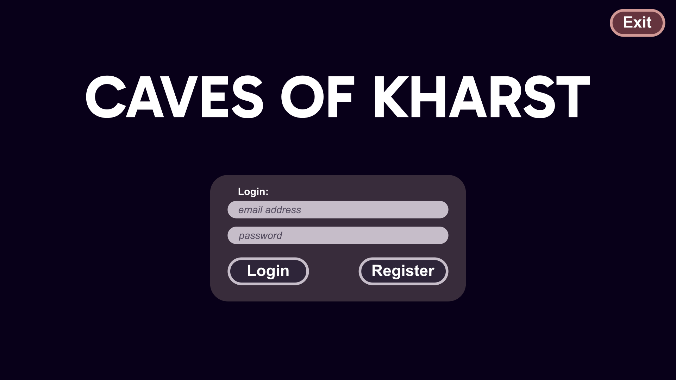 Exit
CAVES OF KHARST
Login:
email address
password
Login
Register